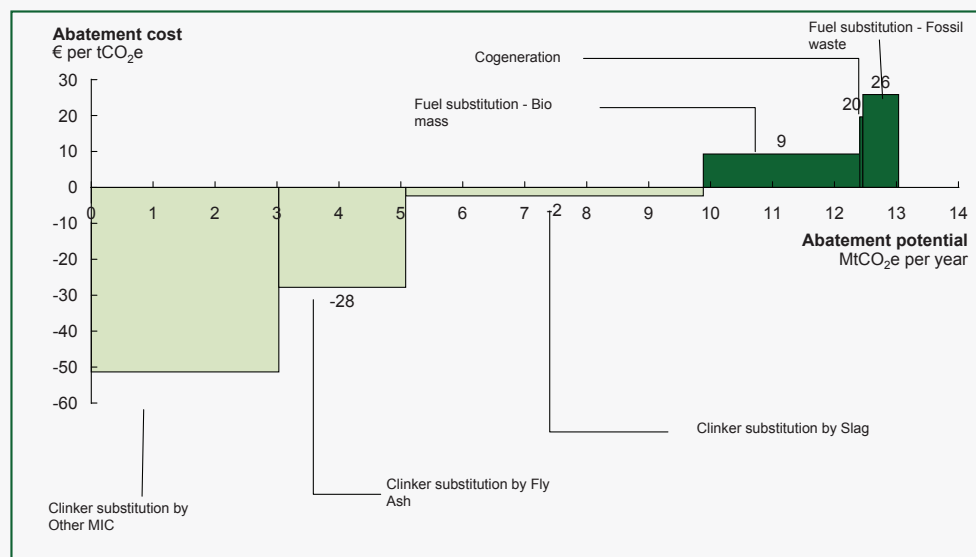 Abatement cost
€ per tCO2e
Fuel substitution - Fossil
waste
Cogeneration
Fuel substitution - Bio
mass
30
20
10
0
-10
-20
-30
-40
-50
-60
0 1 2 3 4 5 6 7 8 9 10 11 12 13 14
26
20
9
-2
-28
Abatement potential
MtCO2e per year
Clinker substitution by Slag
Clinker substitution by Fly
Ash
Clinker substitution by
Other MIC